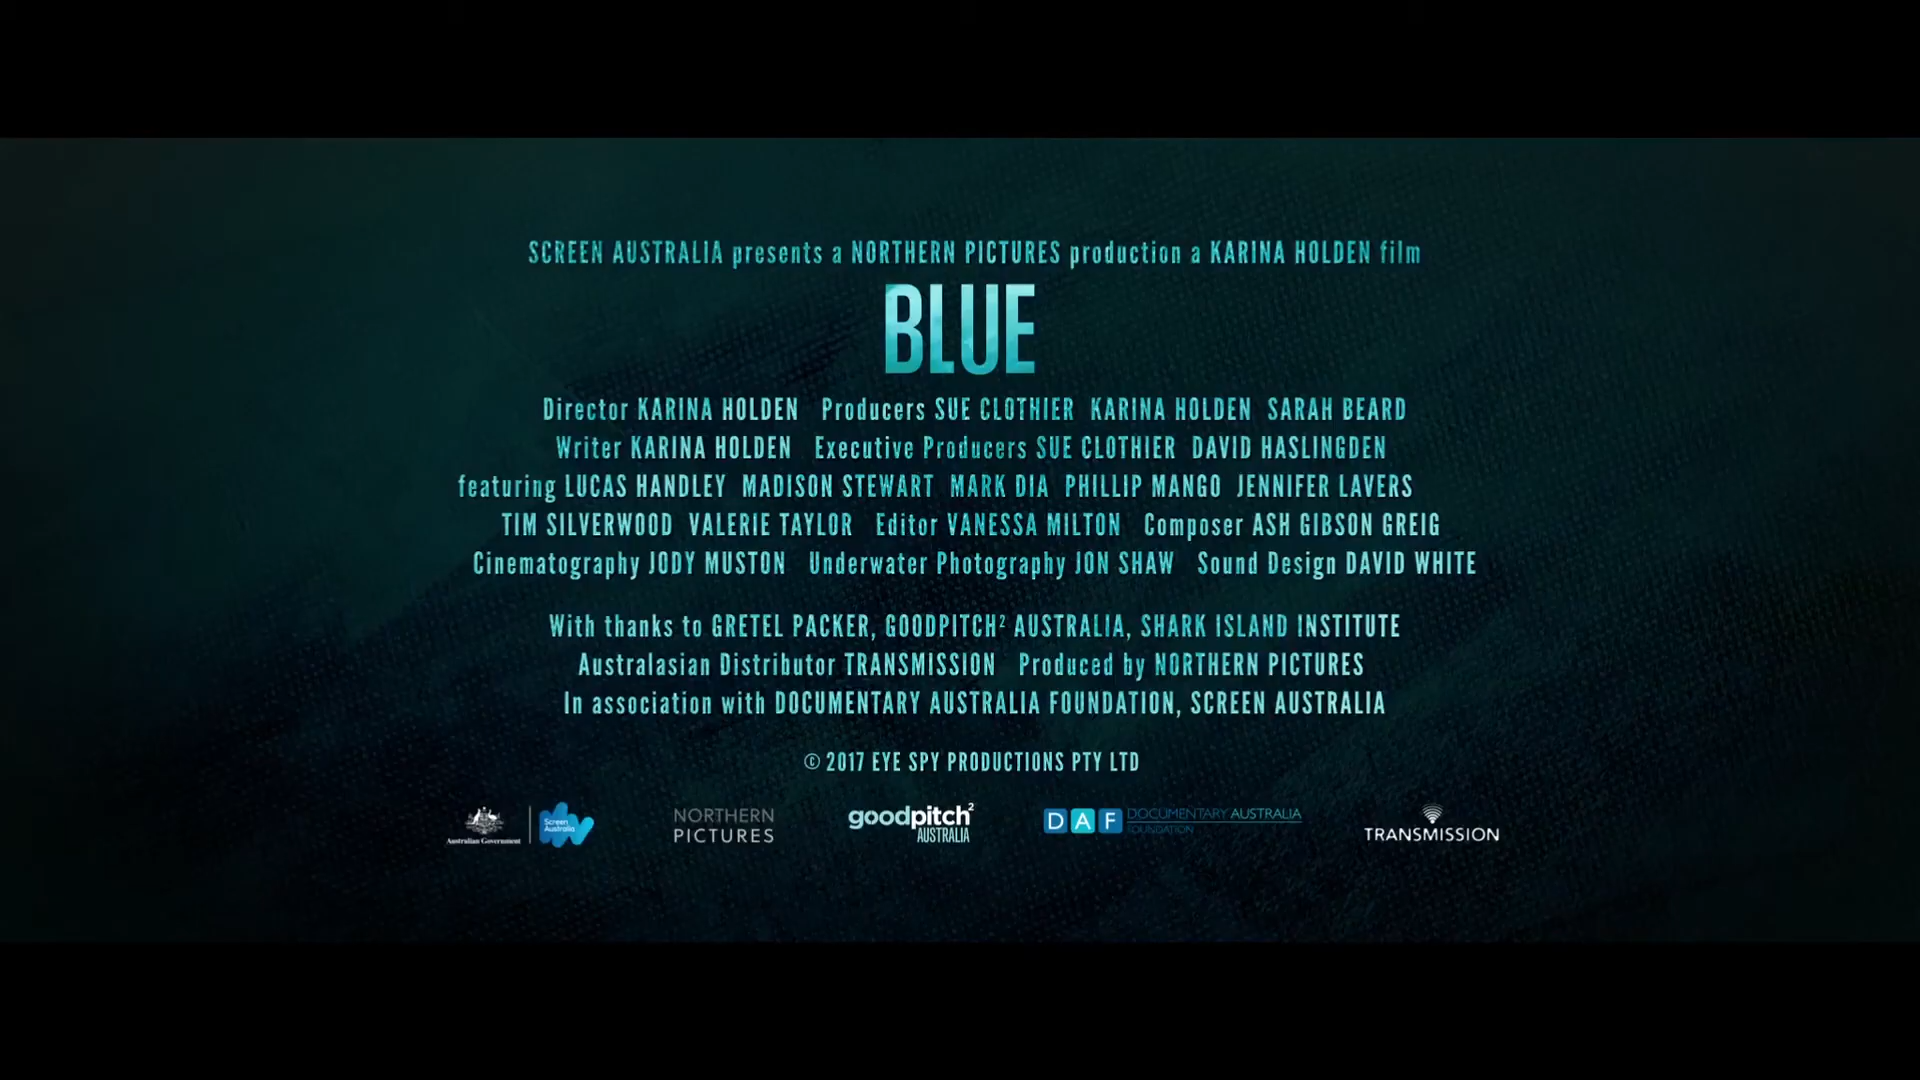 SCREEN AUSTRALIA presents a NORTHERN PICTURES production a KARINA HOLDEN film
BLUE
Director KARINA HOLDEN Producers SUE CLOTHIER KARINA HOLDEN SARAH BEARD
Writer KARINA HOLDEN Executive Producers SUE CLOTHIER DAVID HASLINGDEN
featuring LUCAS HANDLEY MADISON STEWART MARK DIA PHILLIP MANGO JENNIFER LAVERS
TIM SILVERWOOD VALERIE TAYLOR Editor VANESSA MILTON Composer ASH GIBSON GREIG
Cinematography JODY MUSTON Underwater Photography JON SHAW Sound Design DAVID WHITE
With thanks to GRETEL PACKER, GOODPITCH² AUSTRALIA, SHARK ISLAND INSTITUTE
Australasian Distributor TRANSMISSION Produced by NORTHERN PICTURES
In association with DOCUMENTARY AUSTRALIA FOUNDATION, SCREEN AUSTRALIA
© 2017 EYE SPY PRODUCTIONS PTY LTD
Australian Government
Screen
Australia
NORTHERN
PICTURES
goodpitch²
AUSTRALIA
DAF DOCUMENTARY AUSTRALIA
FOUNDATION
TRANSMISSION